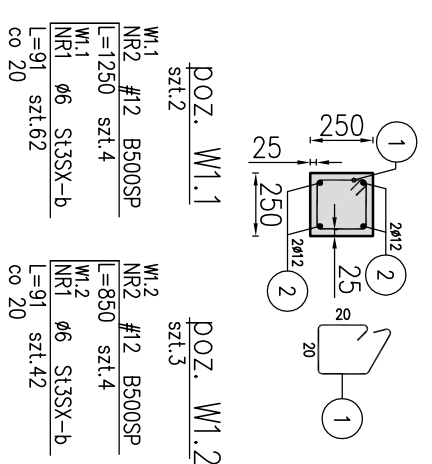 poz. W1.1
szt.2
W1.1
NR2 #12 B500SP
L=1250 szt.4
W1.1
NR1 ø6 St3SX-b
L=91 szt.62
co 20
poz. W1.2
szt.3
W1.2
NR2 #12 B500SP
L=850 szt.4
W1.2
NR1 ø6 St3SX-b
L=91 szt.42
co 20
250
25
250
25
1
2ø12
2
2ø12
2
20
20
1